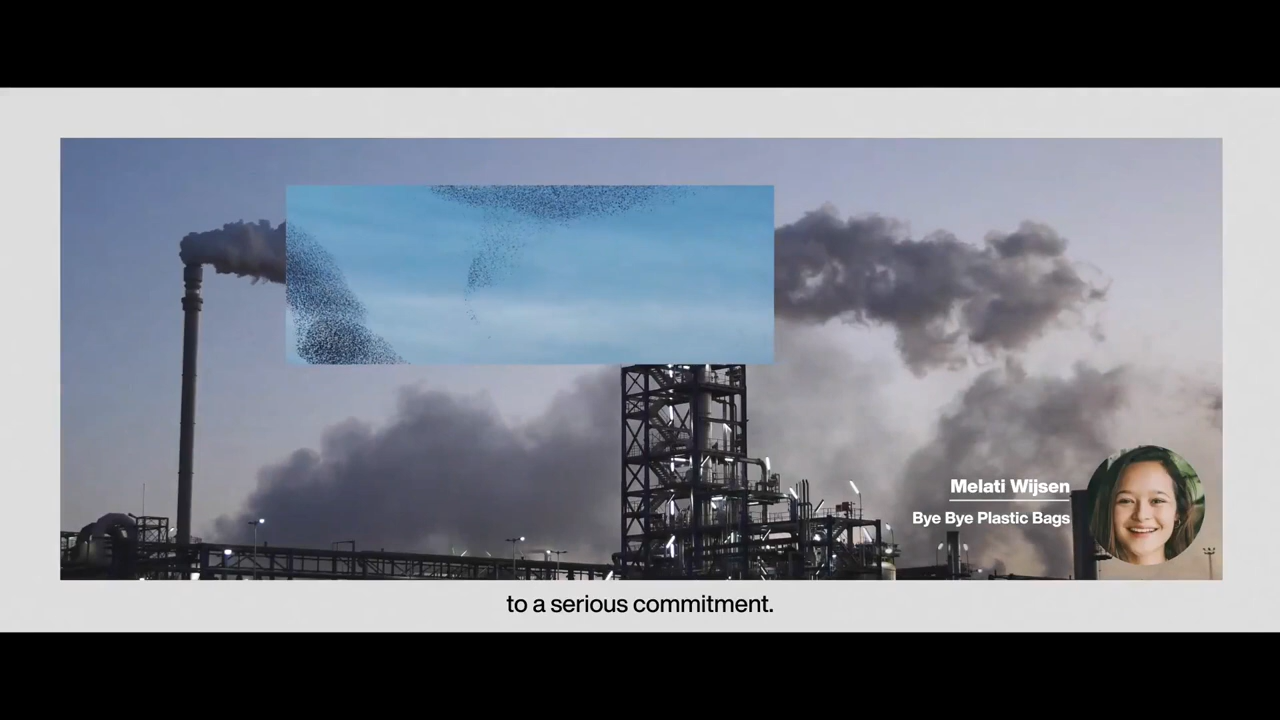 Melati Wijsen
Bye Bye Plastic Bags
to a serious commitment.